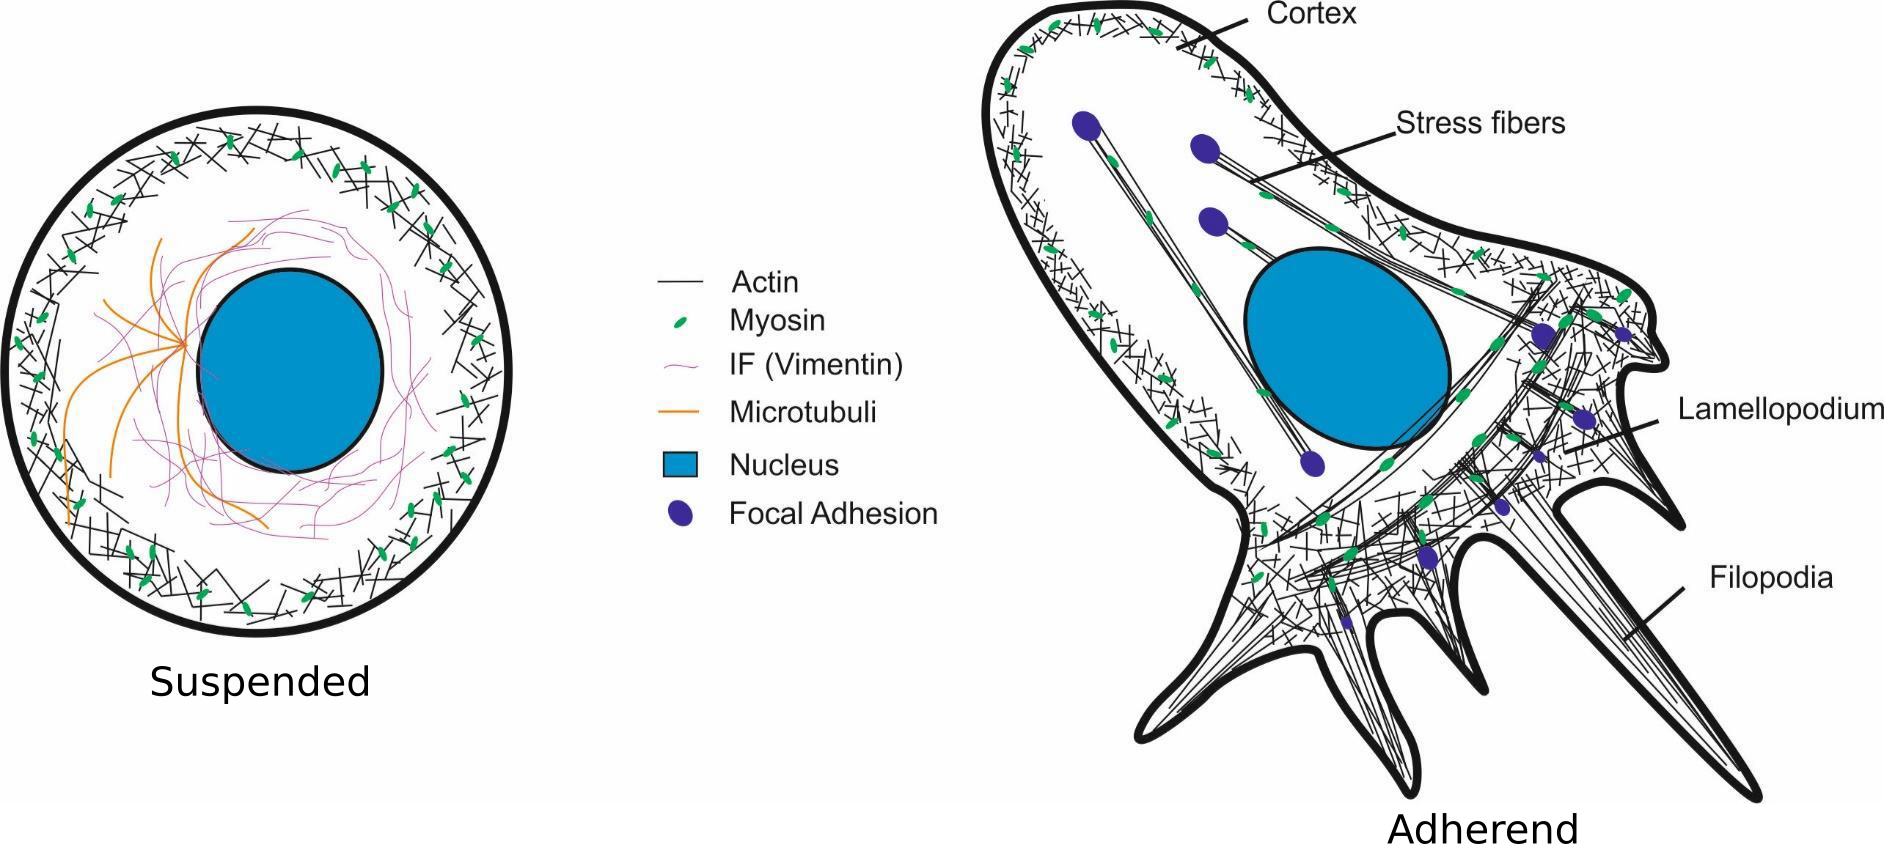 Cortex
Stress fibers
Actin
Myosin
IF (Vimentin)
Microtubuli
Nucleus
Focal Adhesion
Lamellopodium
Filopodia
Suspended
Adherend